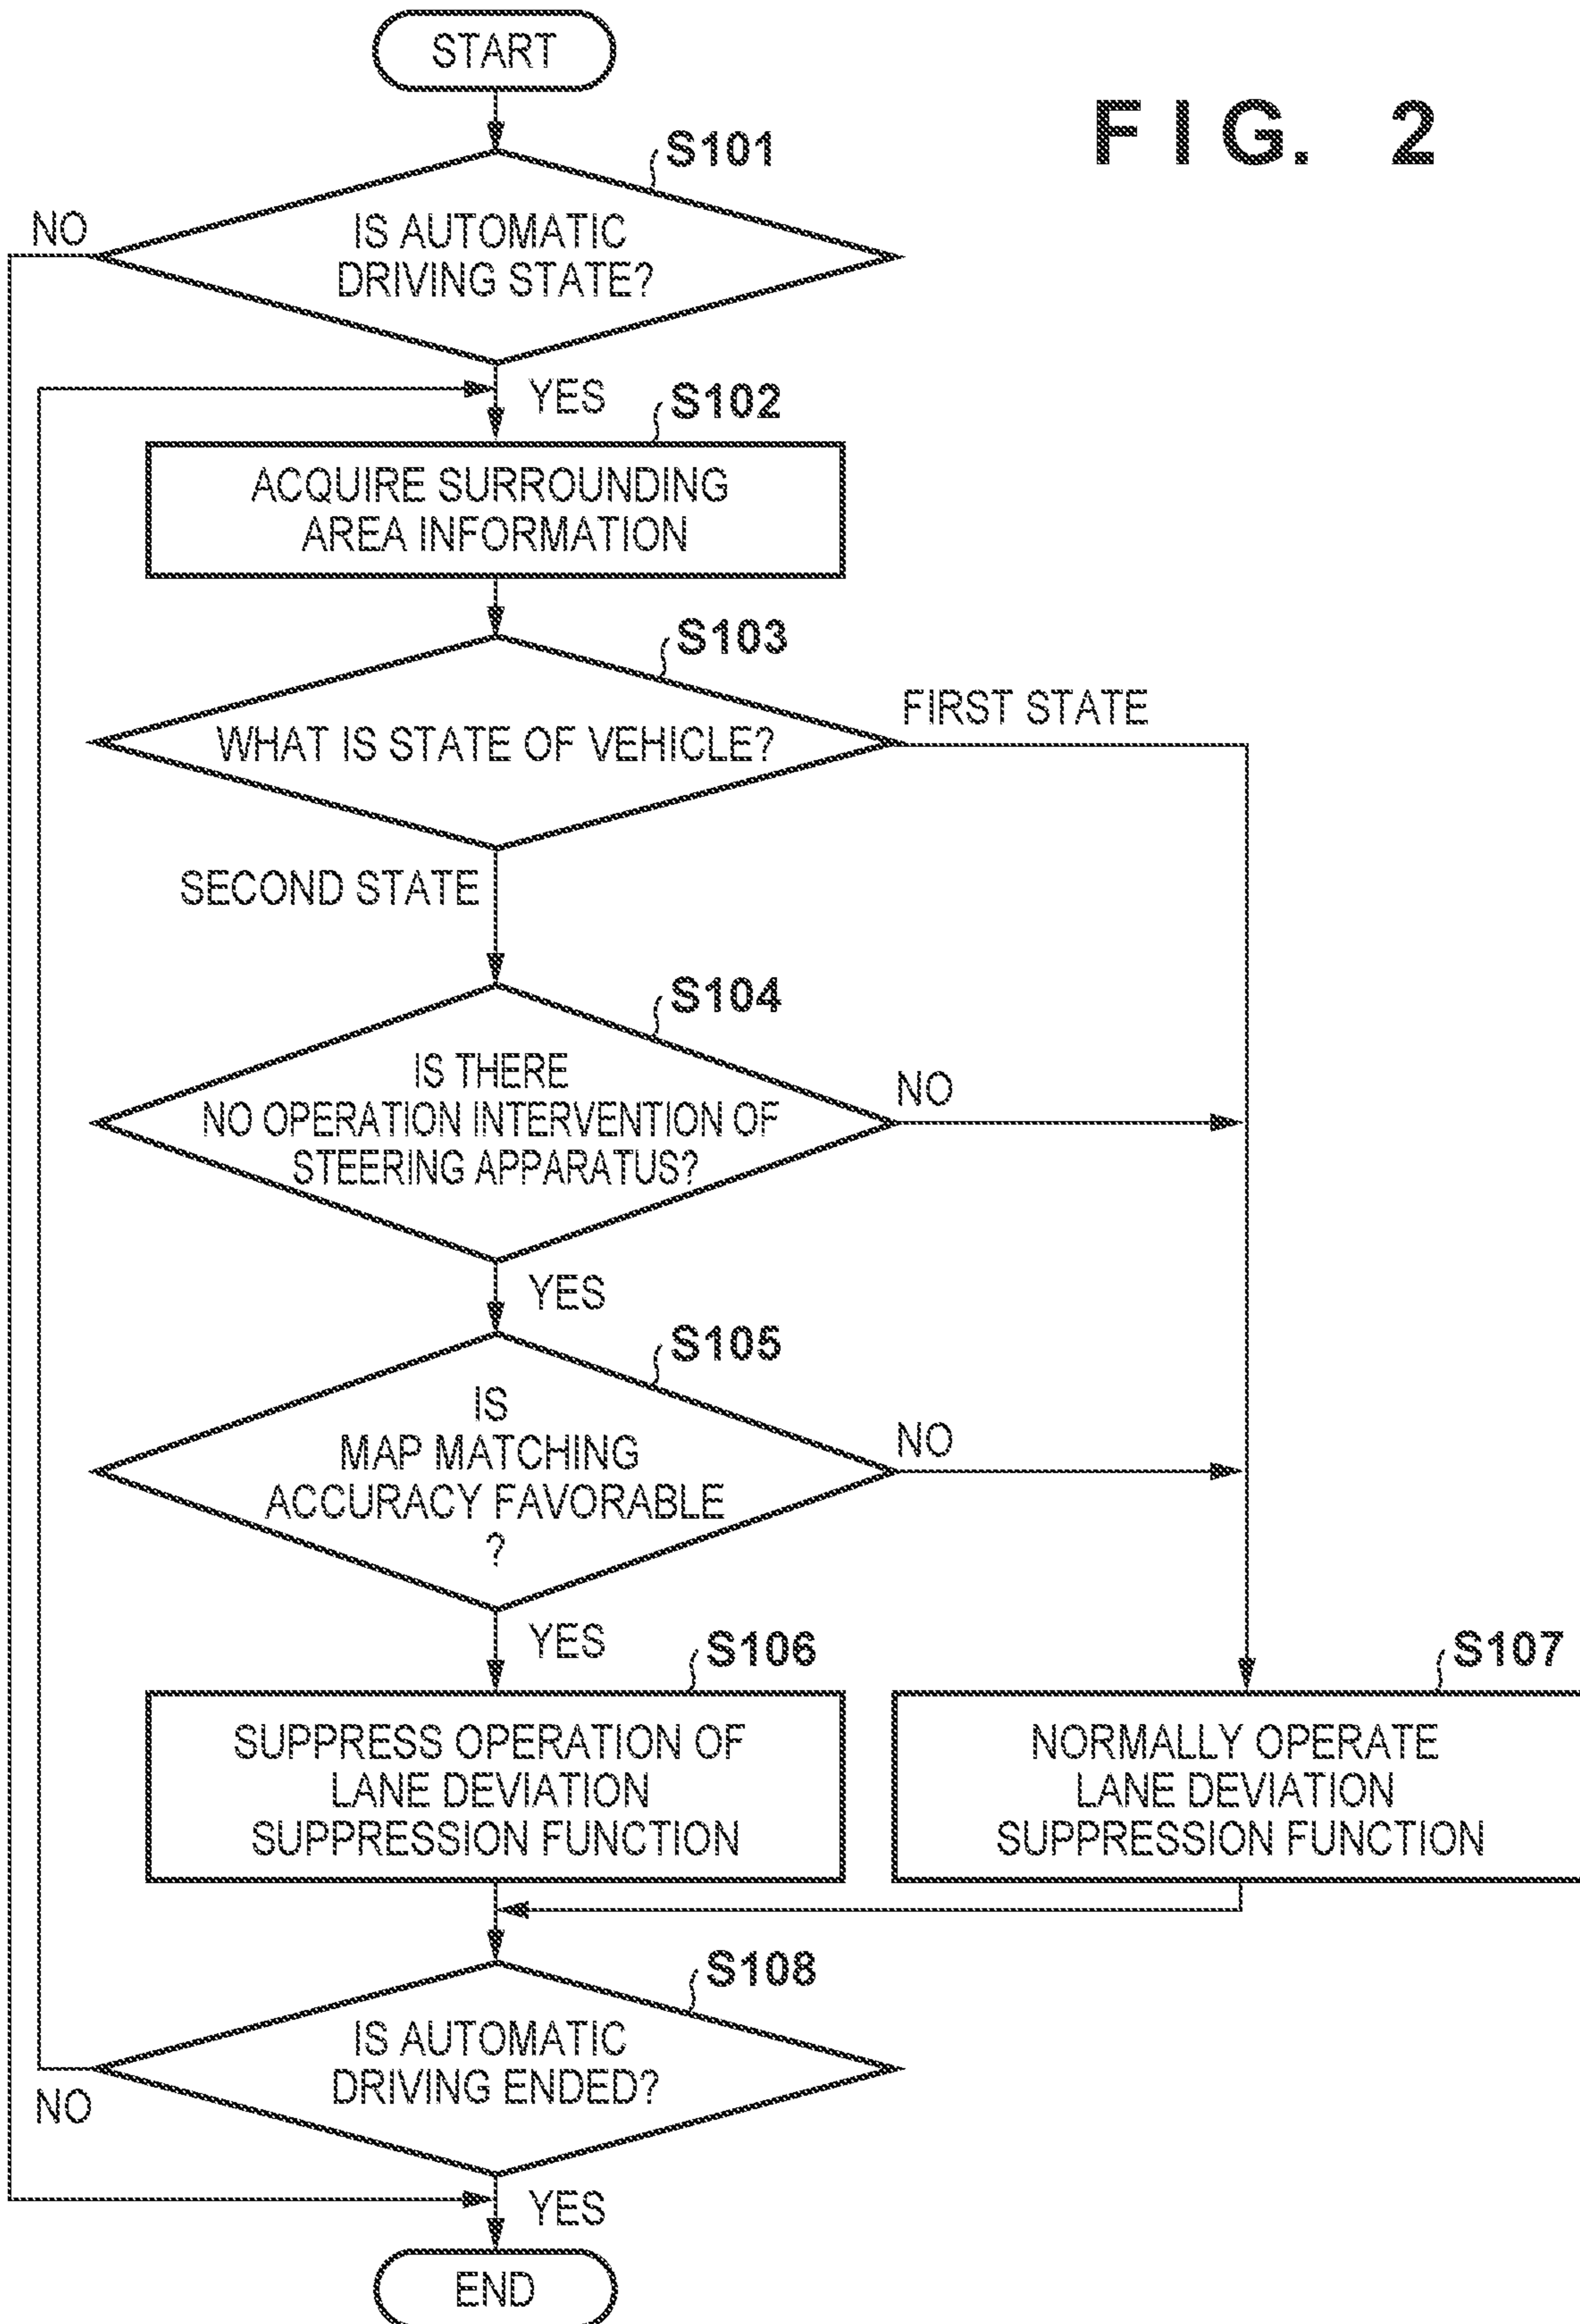 START
FIG. 2
S101
NO
IS AUTOMATIC
DRIVING STATE?
YES
S102
ACQUIRE SURROUNDING
AREA INFORMATION
S103
FIRST STATE
WHAT IS STATE OF VEHICLE?
SECOND STATE
S104
IS THERE
NO OPERATION INTERVENTION OF
STEERING APPARATUS?
NO
YES
S105
IS
MAP MATCHING
ACCURACY FAVORABLE
?
NO
YES
S106
SUPPRESS OPERATION OF
LANE DEVIATION
SUPPRESSION FUNCTION
S107
NORMALLY OPERATE
LANE DEVIATION
SUPPRESSION FUNCTION
S108
IS AUTOMATIC
DRIVING ENDED?
NO
YES
END